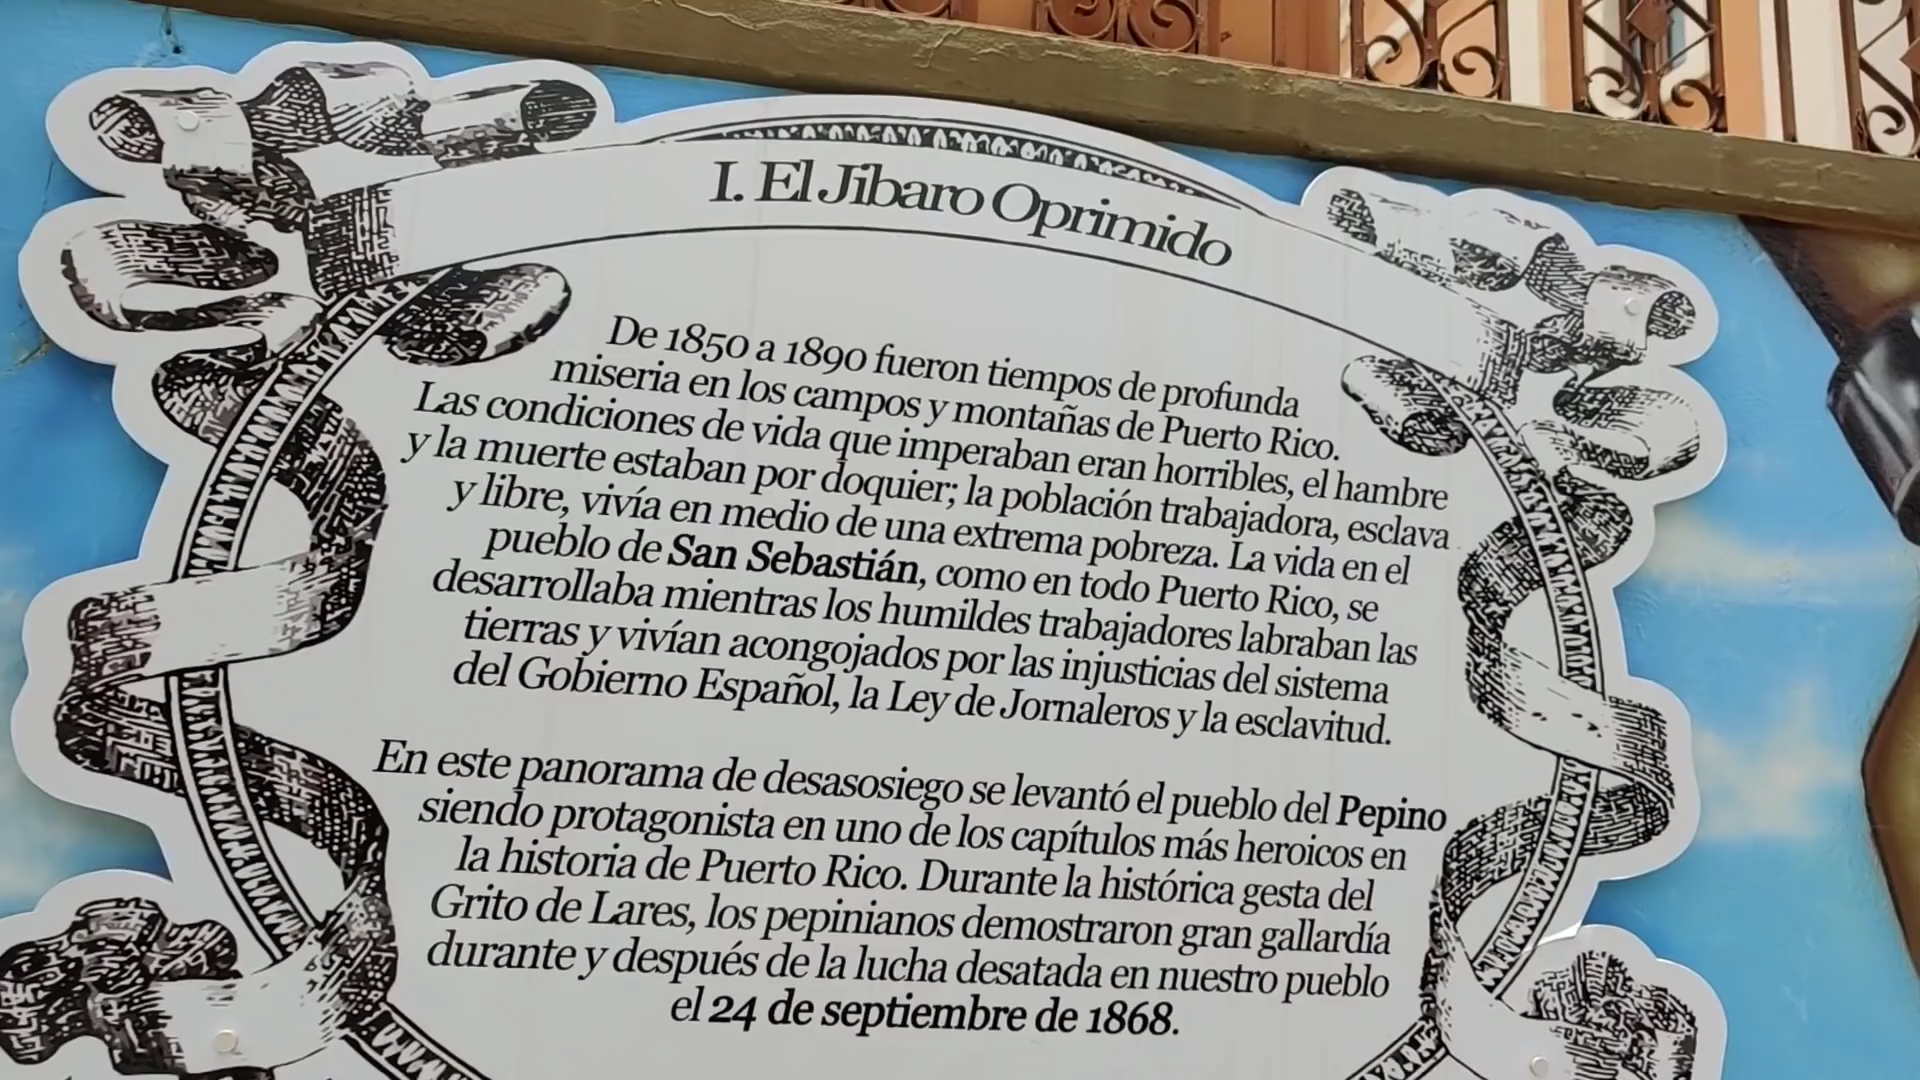 I. El Jíbaro Oprimido
De 1850 a 1890 fueron tiempos de profunda
miseria en los campos y montañas de Puerto Rico.
Las condiciones de vida que imperaban eran horribles, el hambre
y la muerte estaban por doquier; la población trabajadora, esclava
y libre, vivía en medio de una extrema pobreza. La vida en el
pueblo de San Sebastián, como en todo Puerto Rico, se
desarrollaba mientras los humildes trabajadores labraban las
tierras y vivían acongojados por las injusticias del sistema
del Gobierno Español, la Ley de Jornaleros y la esclavitud.
En este panorama de desasosiego se levantó el pueblo del Pepino
siendo protagonista en uno de los capítulos más heroicos en
la historia de Puerto Rico. Durante la histórica gesta del
Grito de Lares, los pepinianos demostraron gran gallardía
durante y después de la lucha desatada en nuestro pueblo
el 24 de septiembre de 1868.